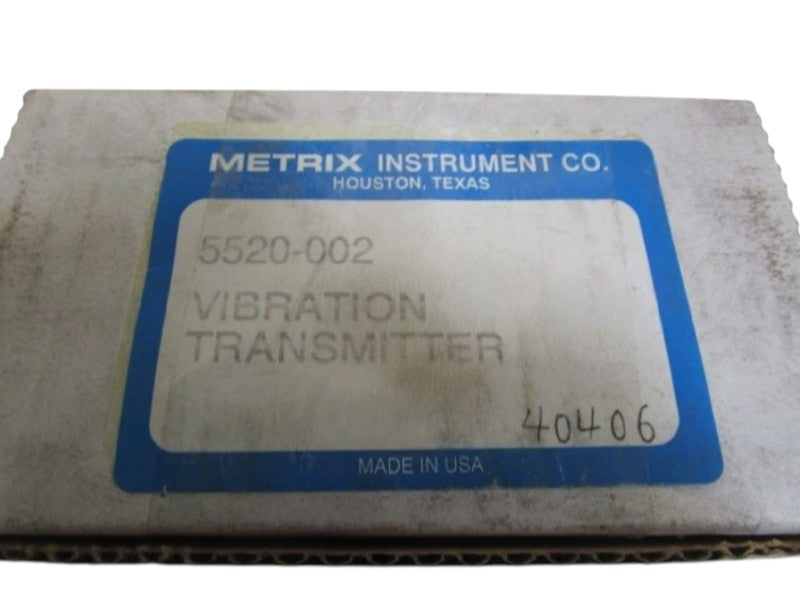 METRIX INSTRUMENT CO.
HOUSTON, TEXAS
5520-002
VIBRATION
TRANSMITTER
40406
MADE IN USA